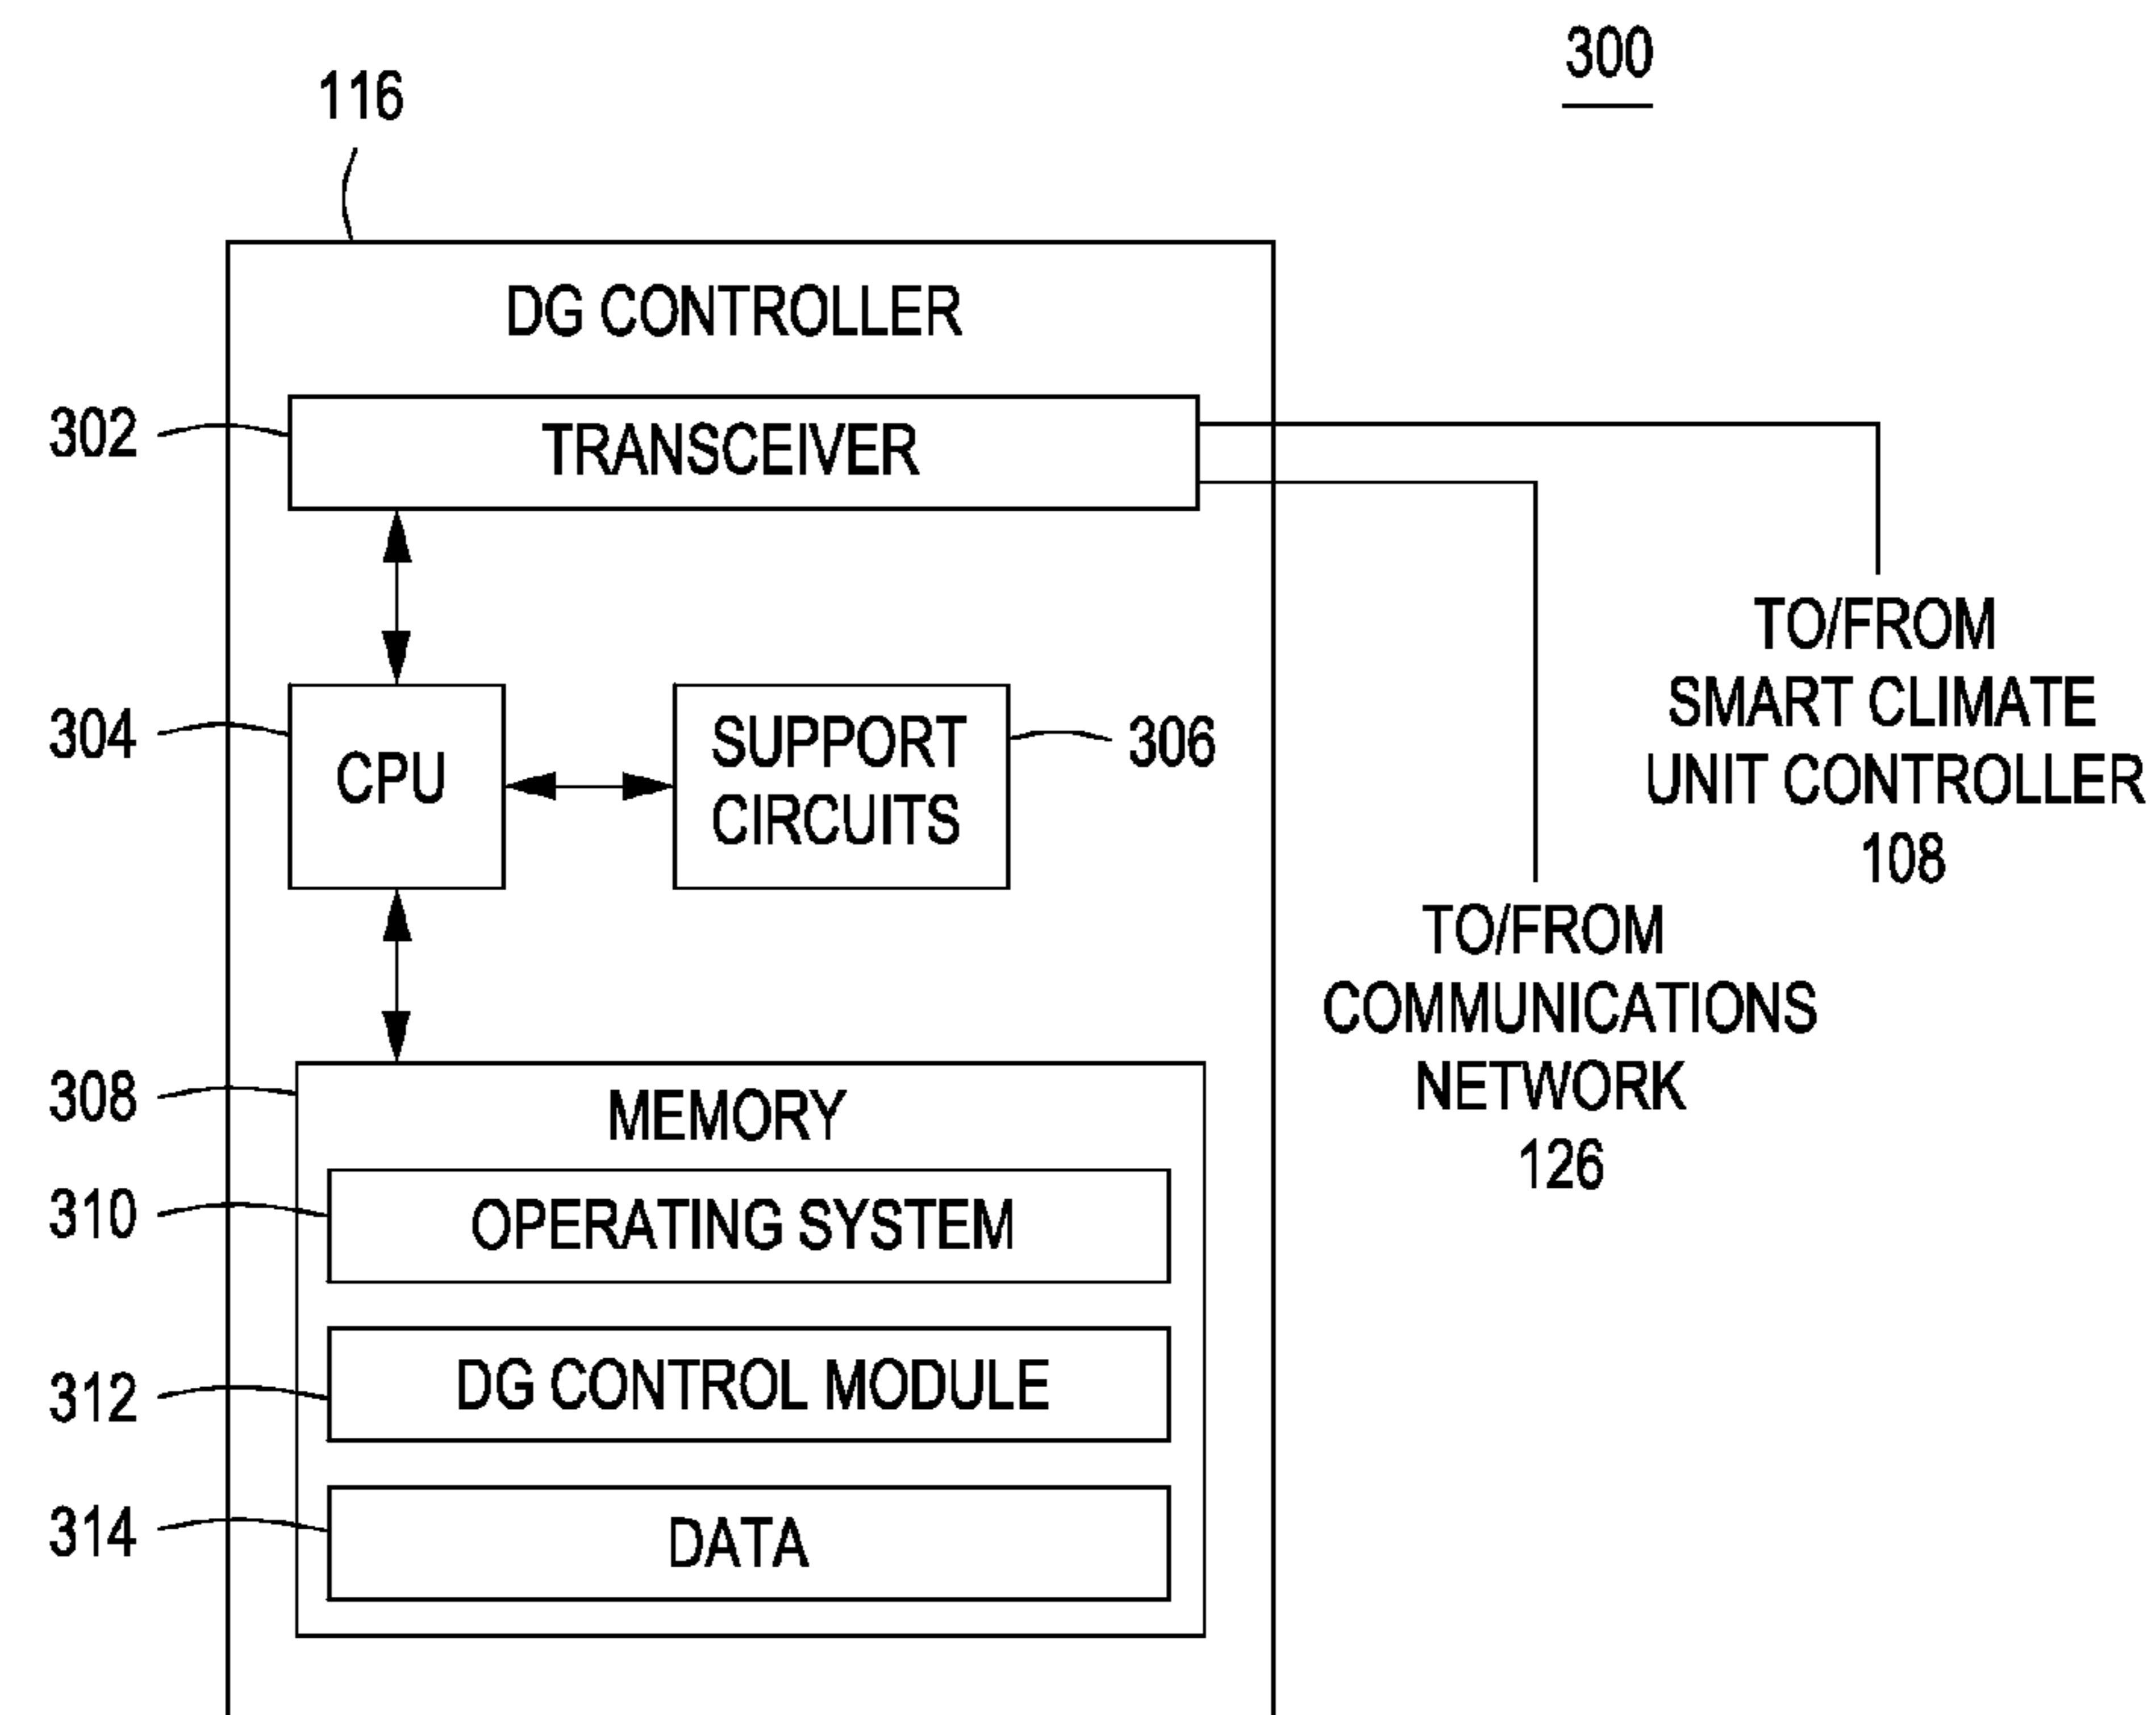 300
116
DG CONTROLLER
302
TRANSCEIVER
304
CPU
SUPPORT
CIRCUITS
306
TO/FROM
SMART CLIMATE
UNIT CONTROLLER
108
TO/FROM
COMMUNICATIONS
NETWORK
126
308
MEMORY
310
OPERATING SYSTEM
312
DG CONTROL MODULE
314
DATA